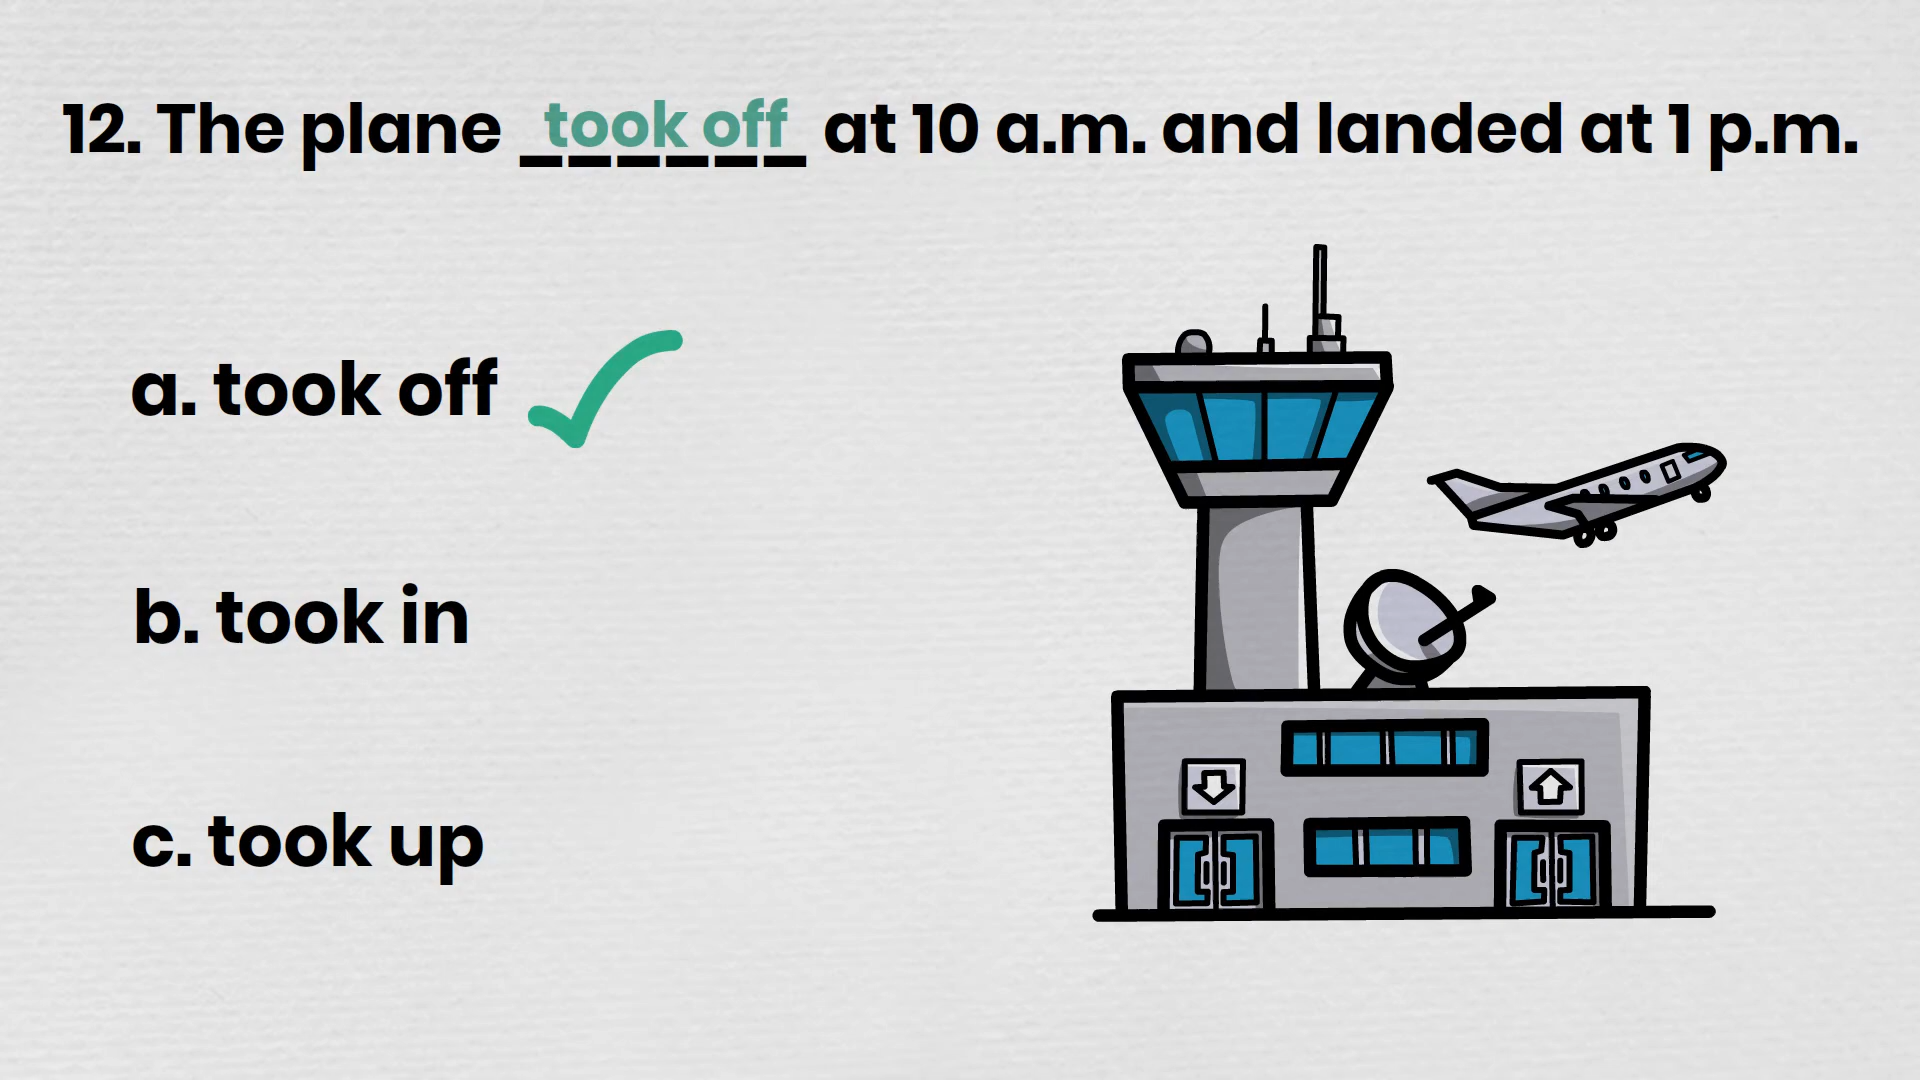 12. The plane took off at 10 a.m. and landed at 1 p.m.
a. took off
b. took in
c. took up